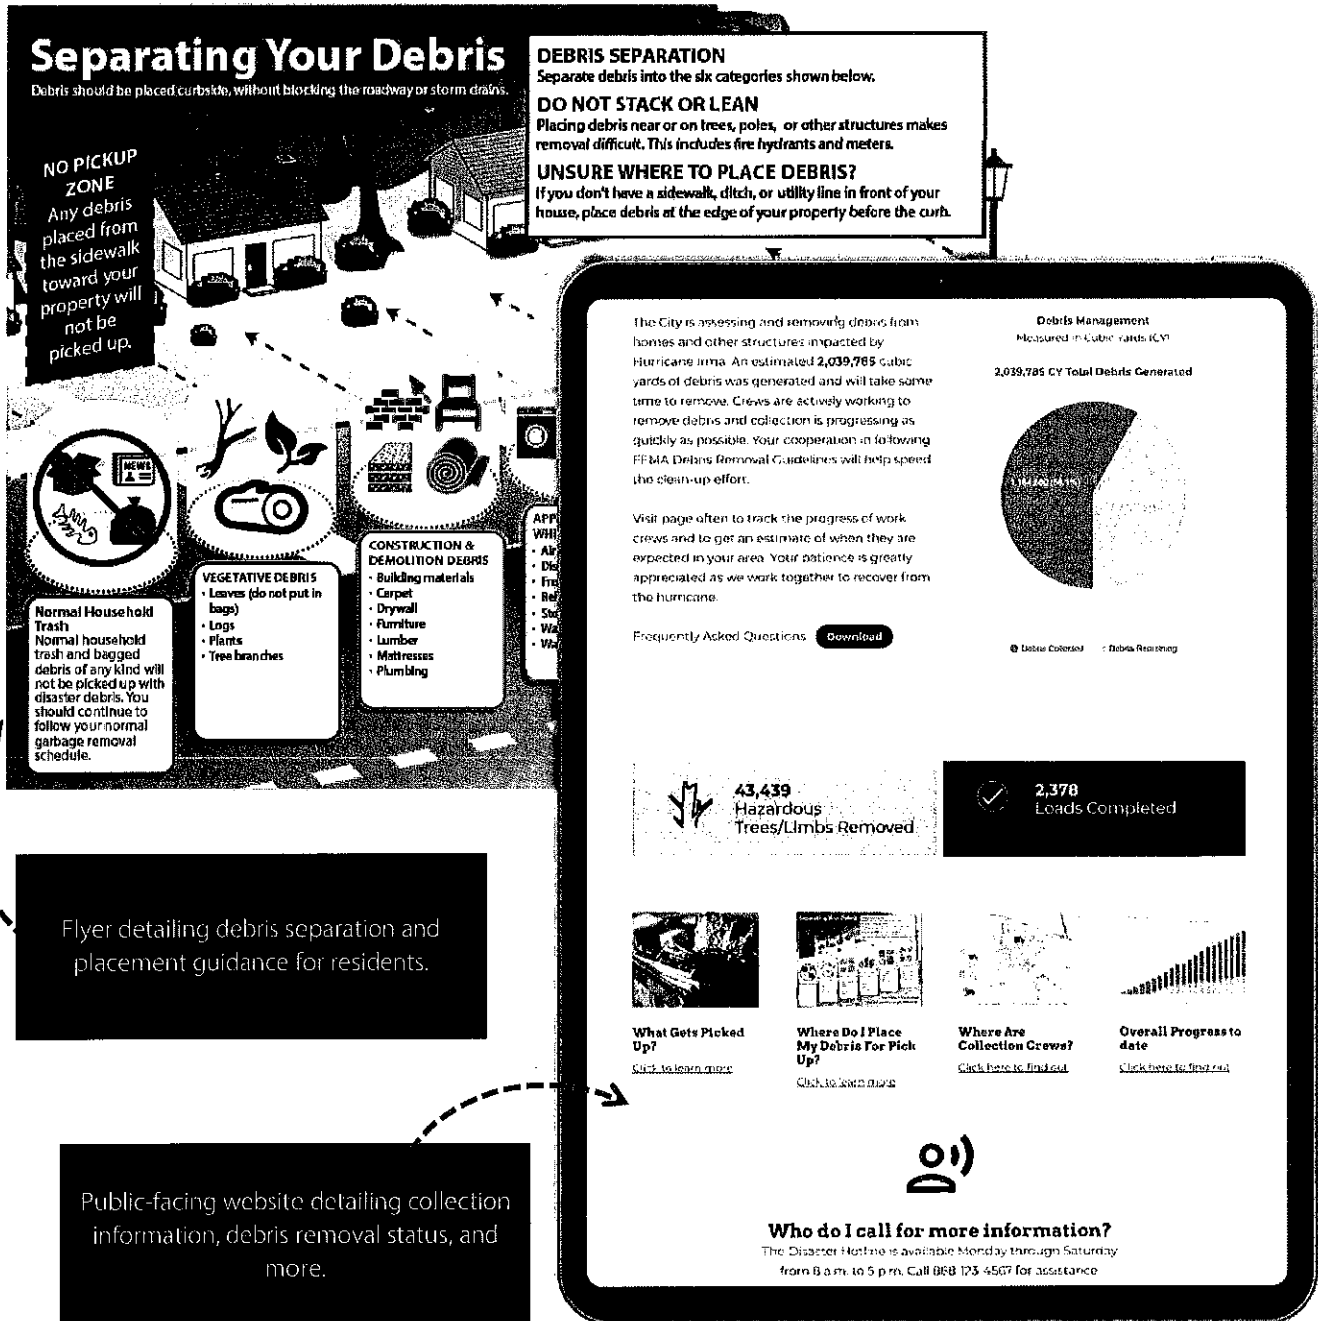 Separating Your Debris
Debris should be placed curbside, without blocking the roadway or storm drains.
DEBRIS SEPARATION
Separate debris into the six categories shown below.
DO NOT STACK OR LEAN
Placing debris near or on trees, poles, or other structures makes
removal difficult. This includes fire hydrants and meters.
UNSURE WHERE TO PLACE DEBRIS?
If you don't have a sidewalk, ditch, or utility line in front of your
house, place debris at the edge of your property before the curb.
NO PICKUP
ZONE
Any debris
placed from
the sidewalk
toward your
property will
not be
picked up.
NEWS
Normal Household
Trash
Normal household
trash and bagged
debris of any kind will
not be picked up with
disaster debris. You
should continue to
follow your normal
garbage removal
schedule.
VEGETATIVE DEBRIS
• Leaves (do not put in
bags)
• Logs
• Plants
• Tree branches
CONSTRUCTION &
DEMOLITION DEBRIS
• Building materials
• Carpet
• Drywall
• Furniture
• Lumber
• Mattresses
• Plumbing
APP
WHI
• Air
• Dis
• Fre
• Ref
• Sto
• Wa
• Wa
The City is assessing and removing debris from
homes and other structures impacted by
Hurricane Irma. An estimated 2,039,785 cubic
yards of debris was generated and will take some
time to remove. Crews are actively working to
remove debris and collection is progressing as
quickly as possible. Your cooperation in following
FEMA Debris Removal Guidelines will help speed
the clean-up effort.
Visit page often to track the progress of work
crews and to get an estimate of when they are
expected in your area. Your patience is greatly
appreciated as we work together to recover from
the hurricane.
Frequently Asked Questions Download
Debris Management
Measured in Cubic Yards (CY)
2,039,785 CY Total Debris Generated
Debris Collected Debris Remaining
43,439
Hazardous
Trees/Limbs Removed
2,378
Loads Completed
What Gets Picked
Up?
Click to learn more
Where Do I Place
My Debris For Pick
Up?
Click to learn more
Where Are
Collection Crews?
Click here to find out
Overall Progress to
date
Click here to find out
Who do I call for more information?
The Disaster Hotline is available Monday through Saturday
from 8 a.m. to 5 p.m. Call 888-123-4567 for assistance
Flyer detailing debris separation and
placement guidance for residents.
Public-facing website detailing collection
information, debris removal status, and
more.